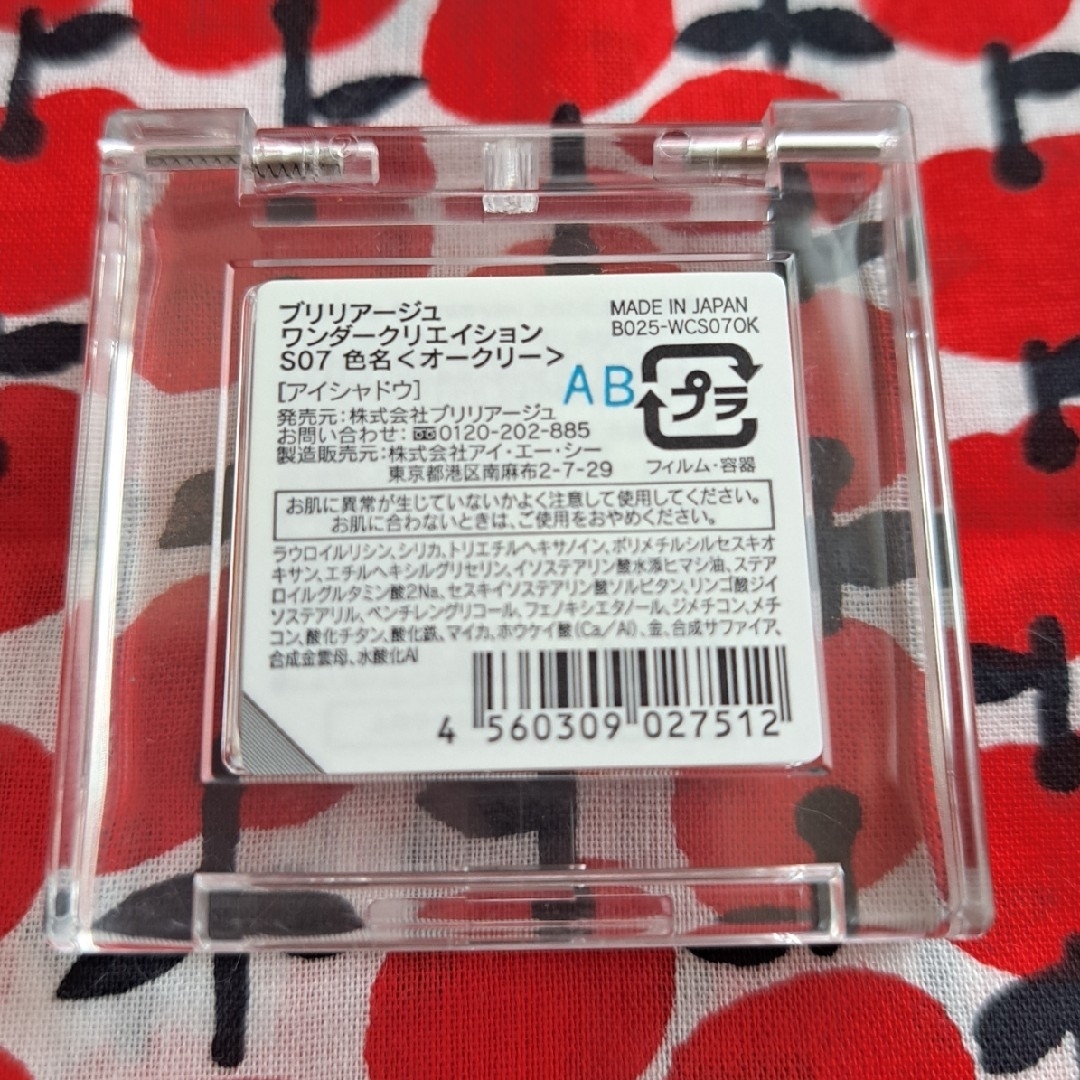 ブリリアージュ
ワンダークリエイション
S07 色名<オークリー>
[アイシャドウ]
MADE IN JAPAN
B025-WCS07OK
AB
プラ
フィルム・容器
発売元:株式会社ブリリアージュ
お問い合わせ:0120-202-885
製造販売元:株式会社アイ・エー・シー
東京都港区南麻布2-7-29
お肌に異常が生じていないかよく注意して使用してください。
お肌に合わないときは、ご使用をおやめください。
ラウロイルリシン、シリカ、トリエチルヘキサノイン、ポリメチルシルセスキオ
キサン、エチルヘキシルグリセリン、イソステアリン酸水添ヒマシ油、ステア
ロイルグルタミン酸2Na、セスキイソステアリン酸ソルビタン、リンゴ酸ジイ
ソステアリル、ペンチレングリコール、フェノキシエタノール、ジメチコン、メチ
コン、酸化チタン、酸化鉄、マイカ、ホウケイ酸(Ca/Al)、金、合成サファイア、
合成金雲母、水酸化Al
4 560309 027512